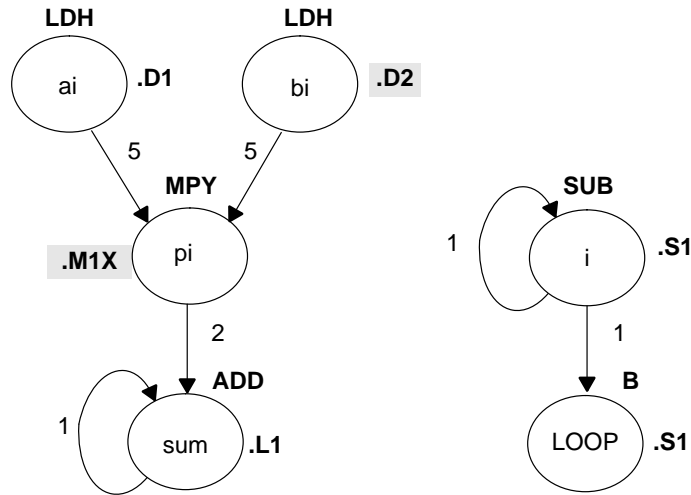 LDH
LDH
ai
.D1
bi
.D2
5
5
MPY
SUB
.M1X
pi
1
i
.S1
2
1
ADD
B
1
sum
.L1
LOOP
.S1